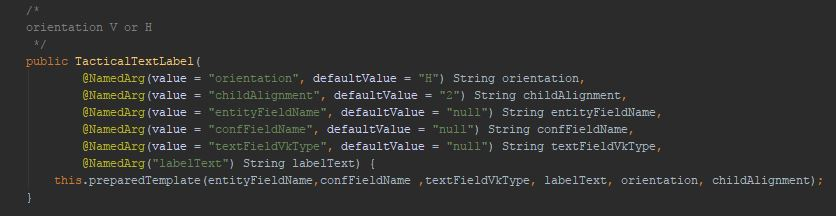 /*
orientation V or H
*/
public TacticalTextLabel(
@NamedArg(value = "orientation", defaultValue = "H") String orientation,
@NamedArg(value = "childAlignment", defaultValue = "2") String childAlignment,
@NamedArg(value = "entityFieldName", defaultValue = "null") String entityFieldName,
@NamedArg(value = "confFieldName", defaultValue = "null") String confFieldName,
@NamedArg(value = "textFieldVkType", defaultValue = "null") String textFieldVkType,
@NamedArg("labelText") String labelText) {
this.preparedTemplate(entityFieldName,confFieldName ,textFieldVkType, labelText, orientation, childAlignment);
}